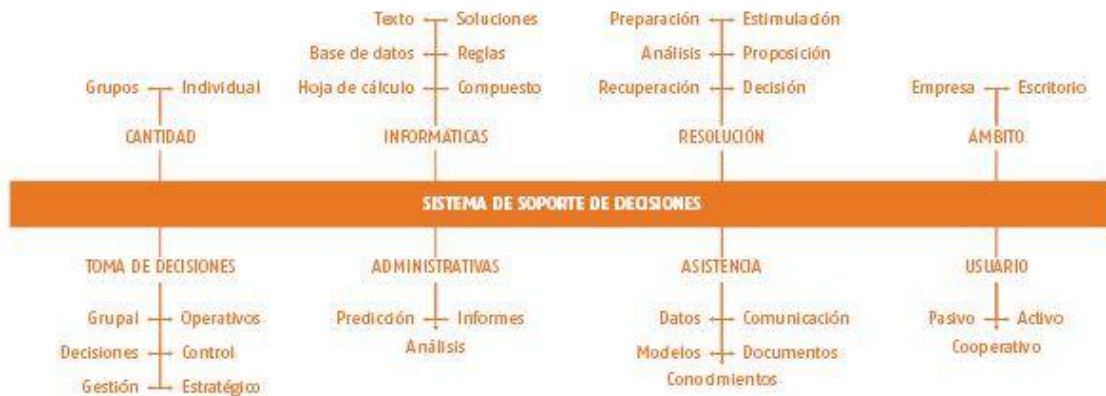 Texto Soluciones
Base de datos Reglas
Hoja de cálculo Compuesto
Preparación Estimulación
Análisis Proposición
Recuperación Decisión
Grupos Individual
Empresa Escritorio
CANTIDAD
INFORMÁTICAS
RESOLUCIÓN
ÁMBITO
SISTEMA DE SOPORTE DE DECISIONES
TOMA DE DECISIONES
ADMINISTRATIVAS
ASISTENCIA
USUARIO
Grupal Operativos
Decisiones Control
Gestión Estratégico
Predicción Informes
Análisis
Datos Comunicación
Modelos Documentos
Conodmientos
Pasivo Activo
Cooperativo